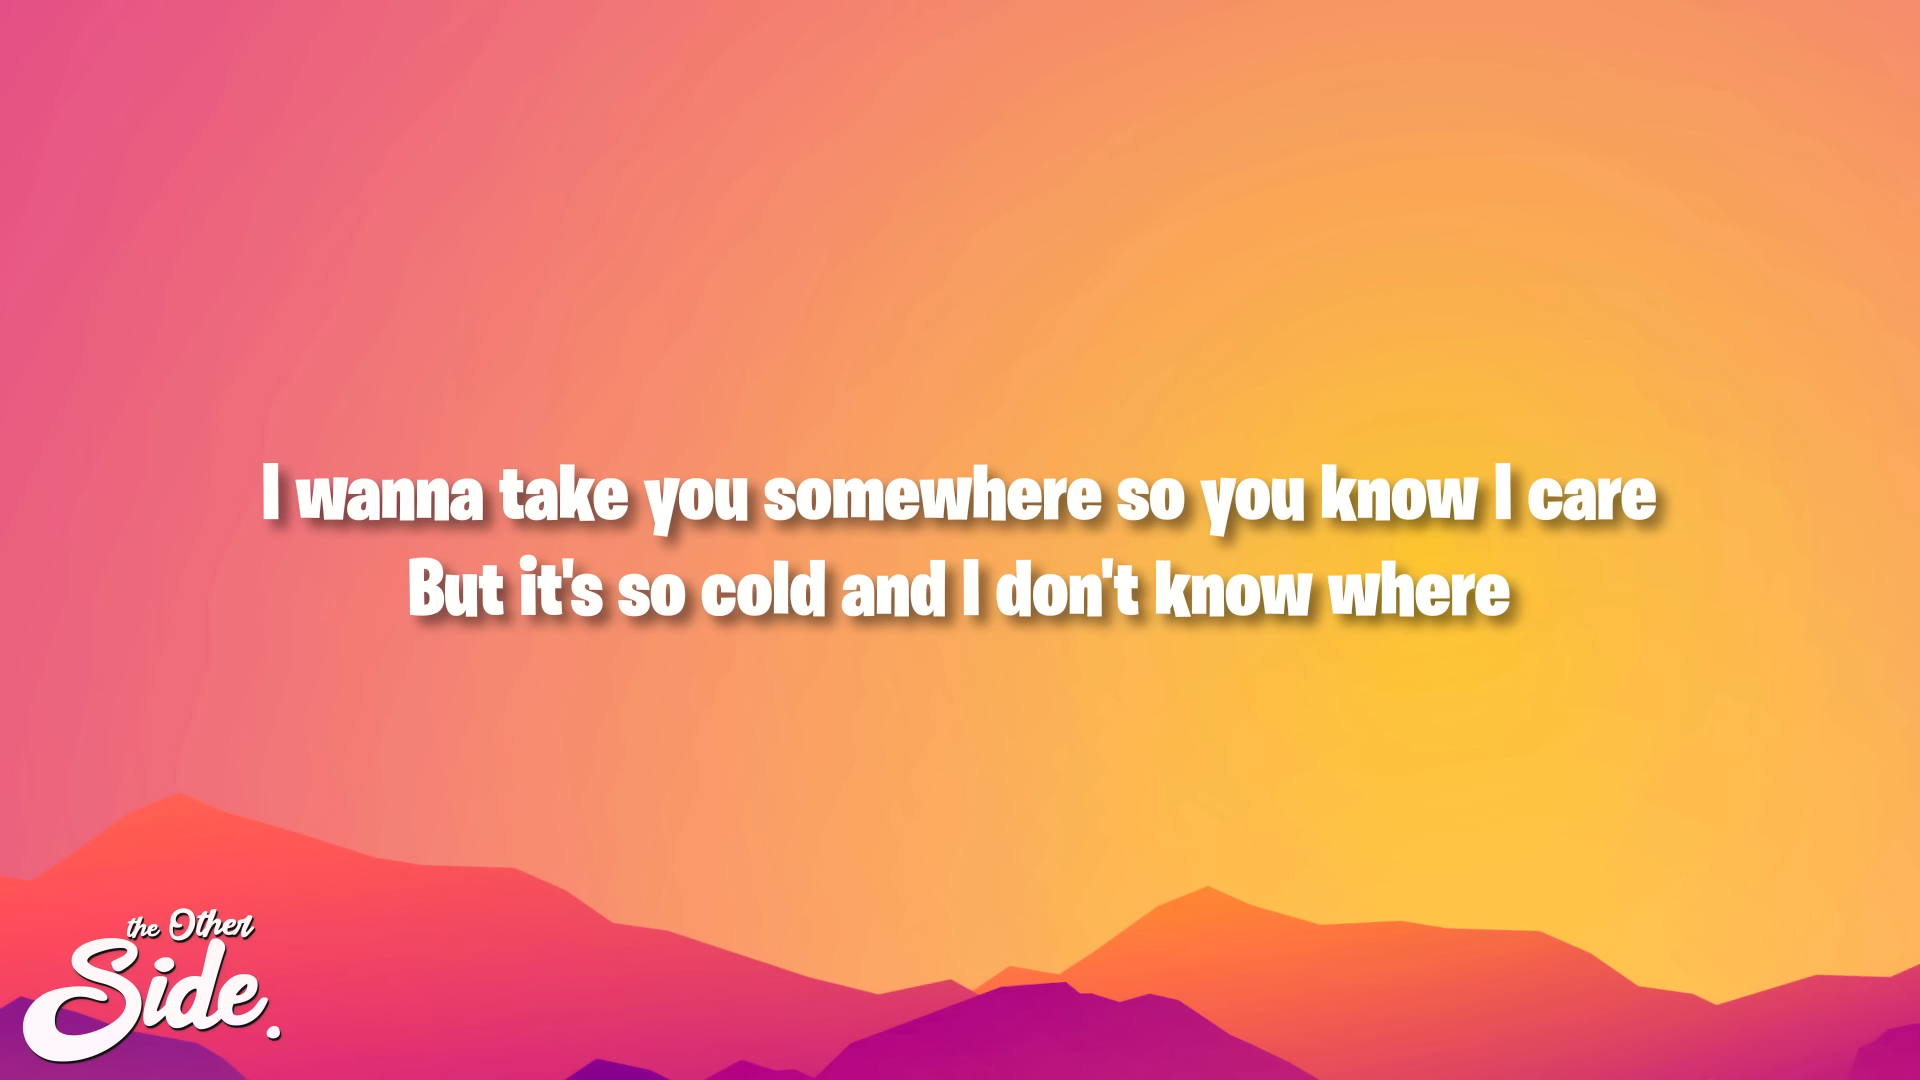 I wanna take you somewhere so you know I care
But it's so cold and I don't know where
the Other
Side.